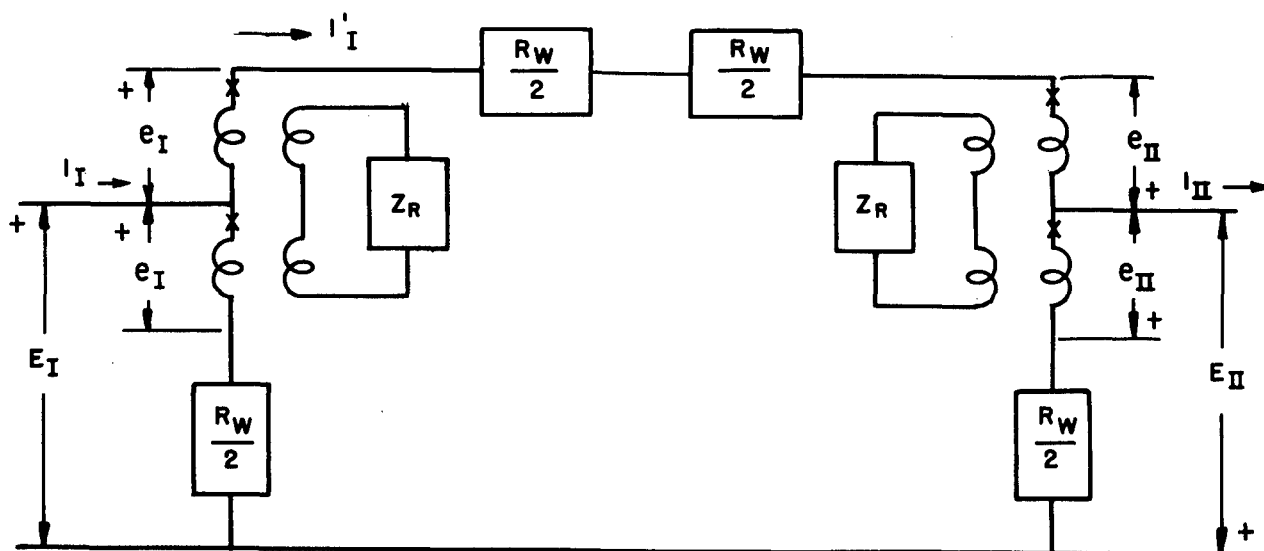 I'I
RW/2
RW/2
+
eI
eII
II
+
III
+
+
ZR
ZR
eI
eII
+
EI
EII
RW/2
RW/2
+